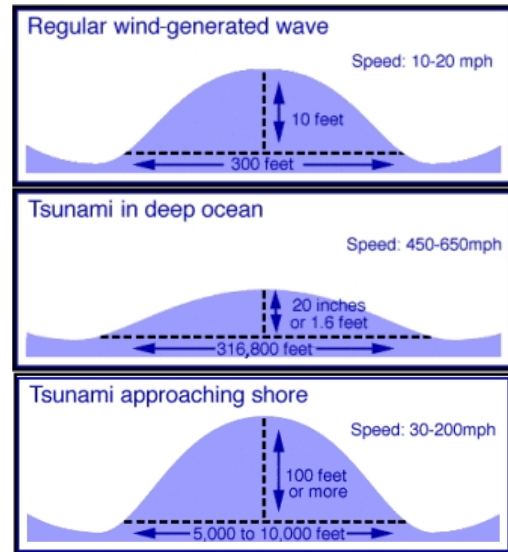 Regular wind-generated wave
Speed: 10-20 mph
10 feet
300 feet
Tsunami in deep ocean
Speed: 450-650mph
20 inches
or 1.6 feet
316,800 feet
Tsunami approaching shore
Speed: 30-200mph
100 feet
or more
5,000 to 10,000 feet